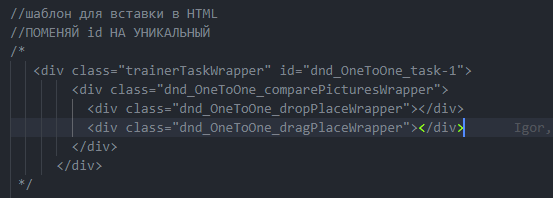 //шаблон для вставки в HTML
//ПОМЕНЯЙ id НА УНИКАЛЬНЫЙ
/*
<div class="trainerTaskWrapper" id="dnd_OneToOne_task-1">
<div class="dnd_OneToOne_comparePicturesWrapper">
<div class="dnd_OneToOne_dropPlaceWrapper"></div>
<div class="dnd_OneToOne_dragPlaceWrapper"></div> Igor,
</div>
</div>
*/